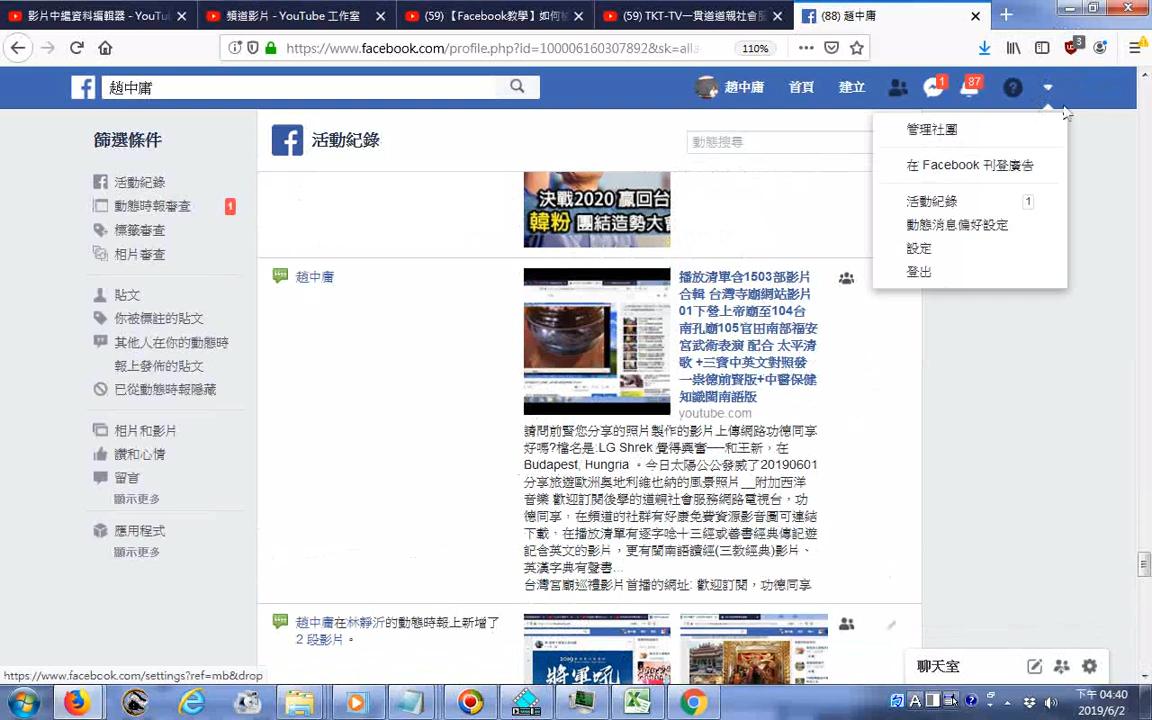 影片中繼資料編輯器 - YouTu
頻道影片 - YouTube 工作室
(59)【Facebook教學】如何
(59) TKT-TV一貫道道親社會服
(88) 趙中庸
https://www.facebook.com/profile.php?id=100006160307892&sk=all
110%
3
趙中庸
趙中庸
首頁
建立
1
87
篩選條件
活動紀錄
動態搜尋
管理社團
在 Facebook 刊登廣告
活動紀錄 1
動態消息偏好設定
設定
登出
活動紀錄
動態時報審查 1
標籤審查
相片審查
貼文
你被標註的貼文
其他人在你的動態時
報上發佈的貼文
已從動態時報隱藏
相片和影片
讚和心情
留言
顯示更多
應用程式
顯示更多
決戰2020 贏回台
韓粉 團結造勢大會
趙中庸
播放清單含1503部影片
合輯 台灣寺廟網站影片
01下營上帝廟至104台
南孔廟105官田南部福安
宮武術表演 配合 太平清
歌 +三寶中英文對照發
一崇德前賢版+中醫保健
知識閩南語版
youtube.com
請問前賢您分享的照片製作的影片上傳網路功德同享
好嗎?檔名是:LG Shrek 覺得興奮──和王新，在
Budapest, Hungria 。今日太陽公公發威了20190601
分享旅遊歐洲奧地利維也納的風景照片__附加西洋
音樂 歡迎訂閱後學的道親社會服務網路電視台，功
德同享，在頻道的社群有好康免費資源影音圖可連結
下載，在播放清單有逐字唸十三經或善書經典傳記遊
記含英文的影片，更有閩南語讀經(三教經典)影片、
英漢字典有聲書...
台灣宮廟巡禮影片首播的網址: 歡迎訂閱，功德同享
趙中庸在林靜沂的動態時報上新增了
2 段影片。
2019
將軍吼
聊天室
https://www.facebook.com/settings?ref=mb&drop
下午 04:40
2019/6/2